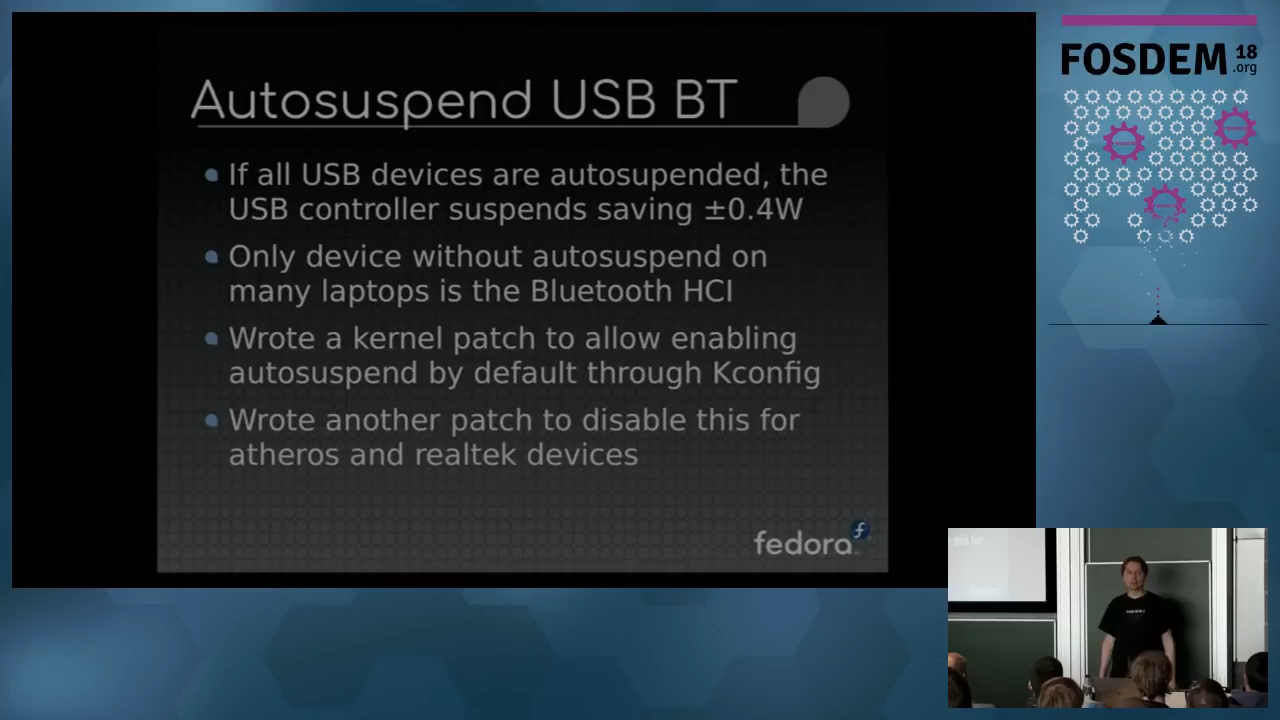 Autosuspend USB BT
If all USB devices are autosupended, the
USB controller suspends saving ±0.4W
Only device without autosuspend on
many laptops is the Bluetooth HCI
Wrote a kernel patch to allow enabling
autosuspend by default through Kconfig
Wrote another patch to disable this for
atheros and realtek devices
fedora
FOSDEM 18
.org